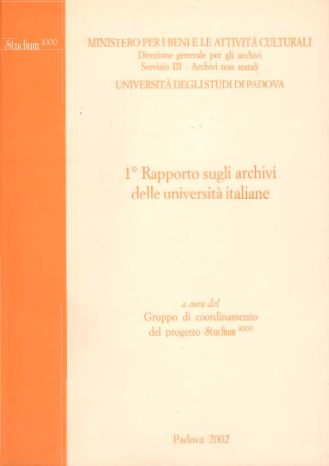 Studium 2000
MINISTERO PER I BENI E LE ATTIVITÀ CULTURALI
Direzione generale per gli archivi
Servizio III - Archivi non statali
UNIVERSITÀ DEGLI STUDI DI PADOVA
1° Rapporto sugli archivi
delle università italiane
a cura del
Gruppo di coordinamento
del progetto Studium 2000
Padova 2002